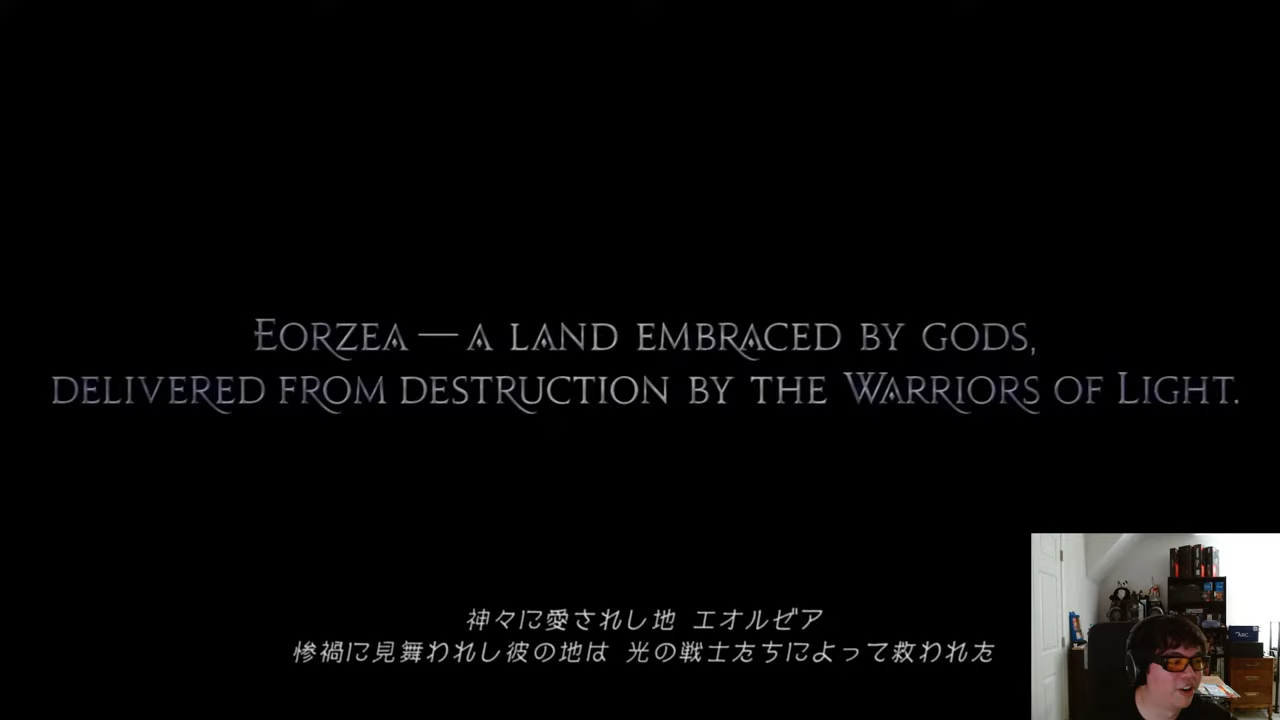 Eorzea — a land embraced by gods,
delivered from destruction by the Warriors of Light.
神々に愛されし地 エオルゼア
惨禍に見舞われし彼の地は 光の戦士たちによって救われた